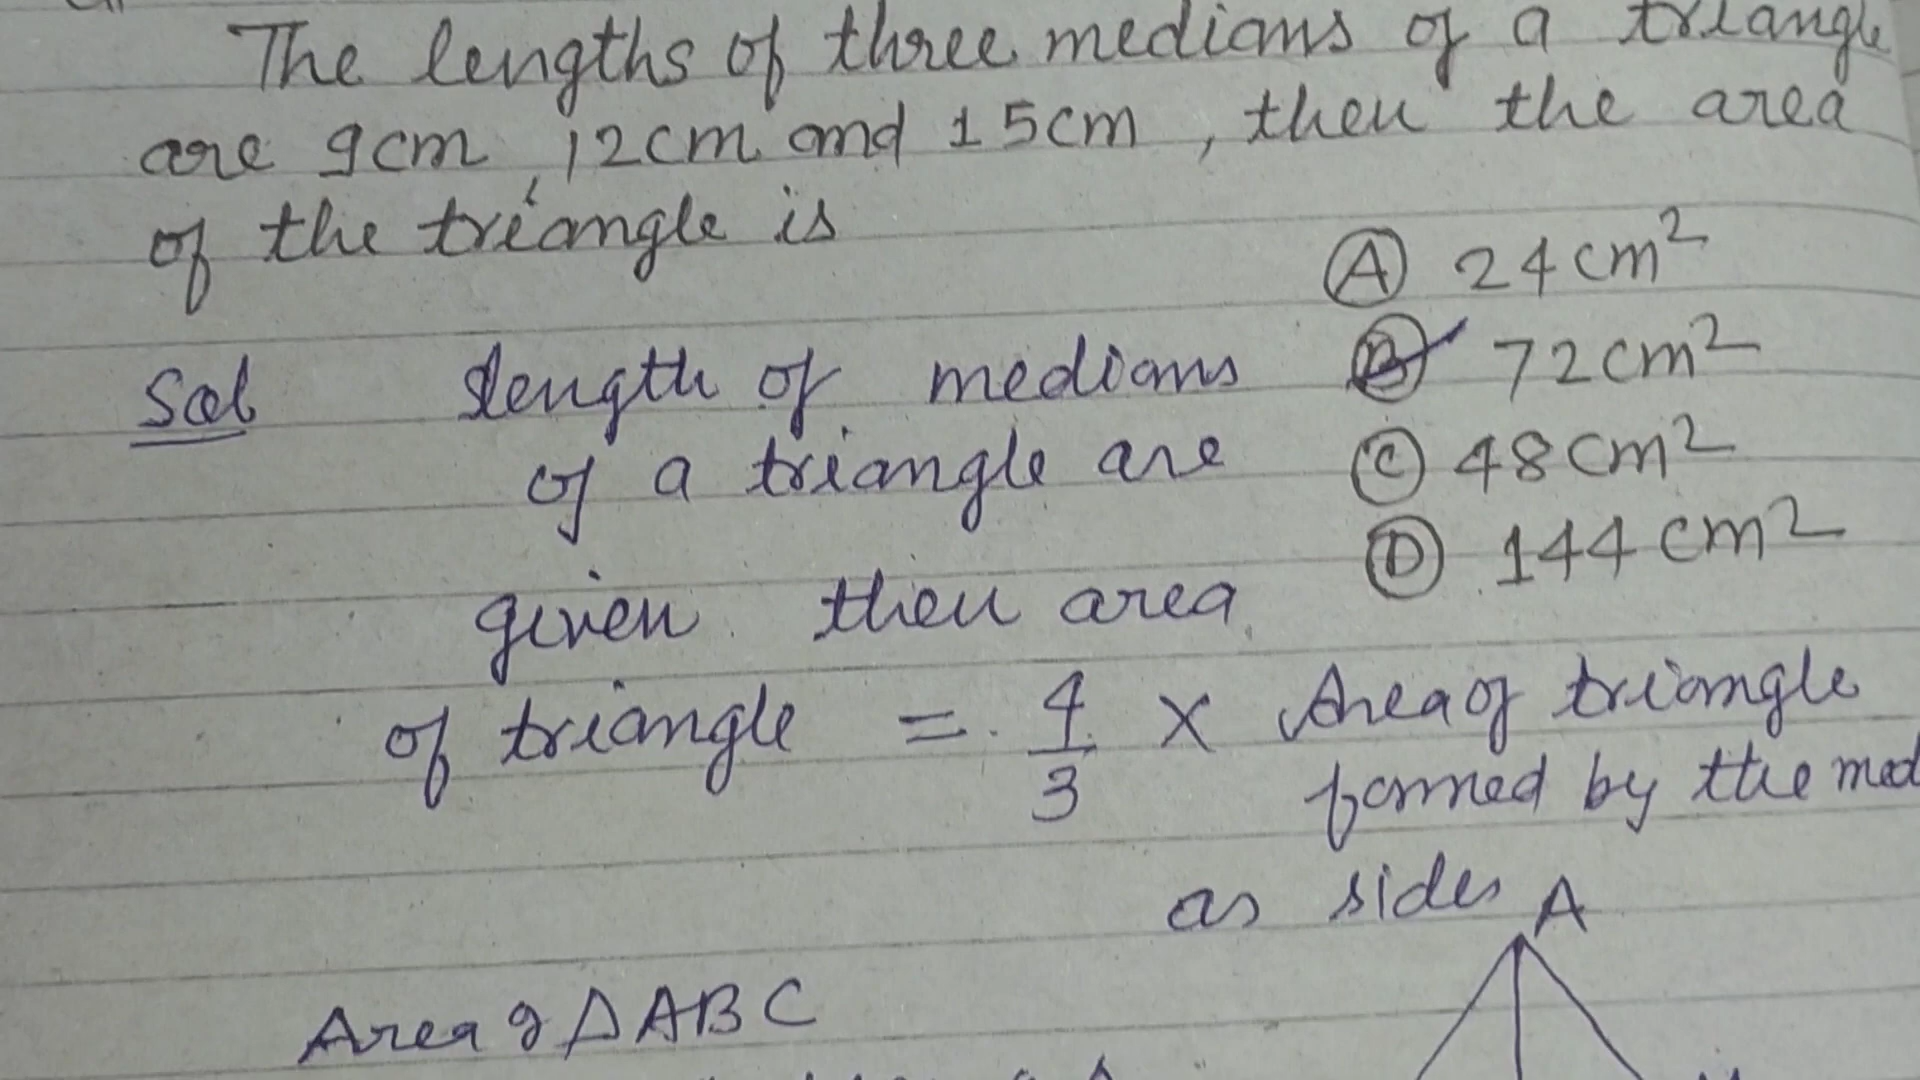 The lengths of three medians of a triangle
are 9cm, 12cm and 15cm, then the area
of the triangle is
(A) 24cm²
(B) 72cm²
(C) 48cm²
(D) 144cm²
Sol length of medians
of a triangle are
given then area
of triangle = 4/3 × Area of triangle
formed by the med
as sides
A
Area of △ABC